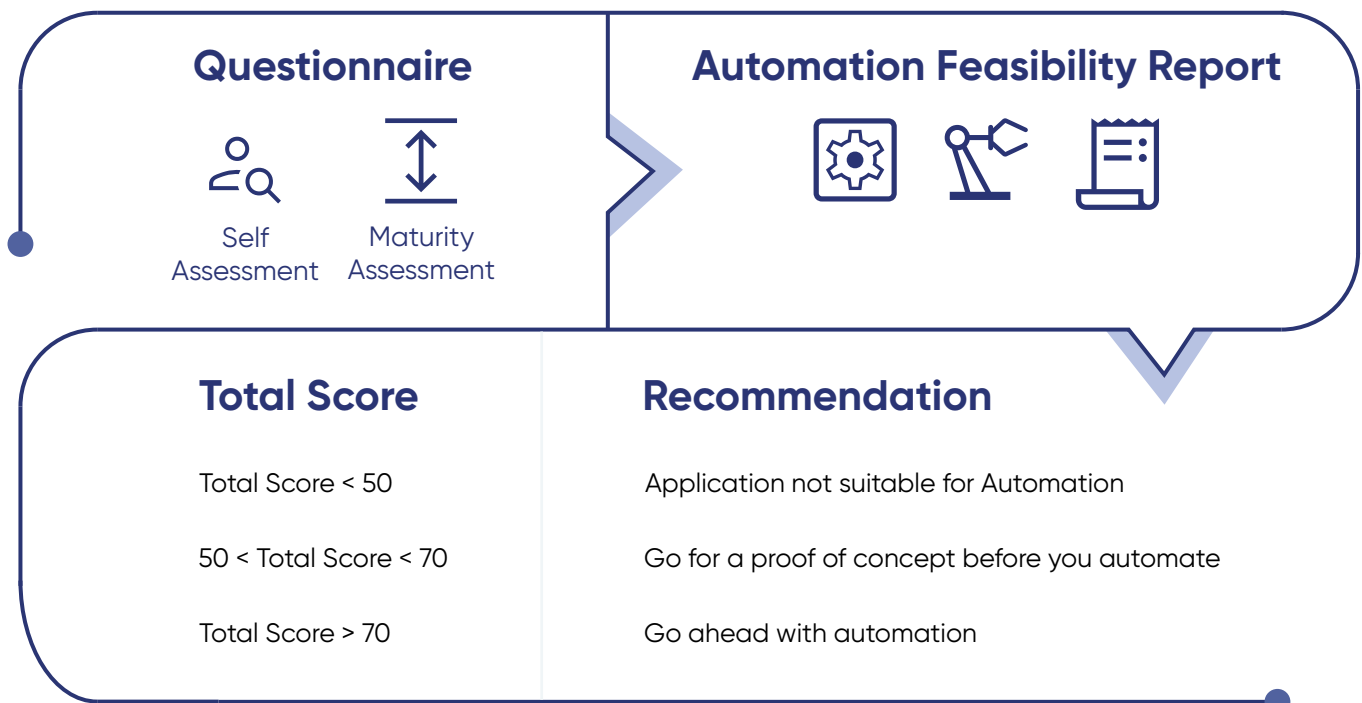 Questionnaire
Self
Assessment
Maturity
Assessment
Automation Feasibility Report
Total Score
Recommendation
Total Score < 50
Application not suitable for Automation
50 < Total Score < 70
Go for a proof of concept before you automate
Total Score > 70
Go ahead with automation